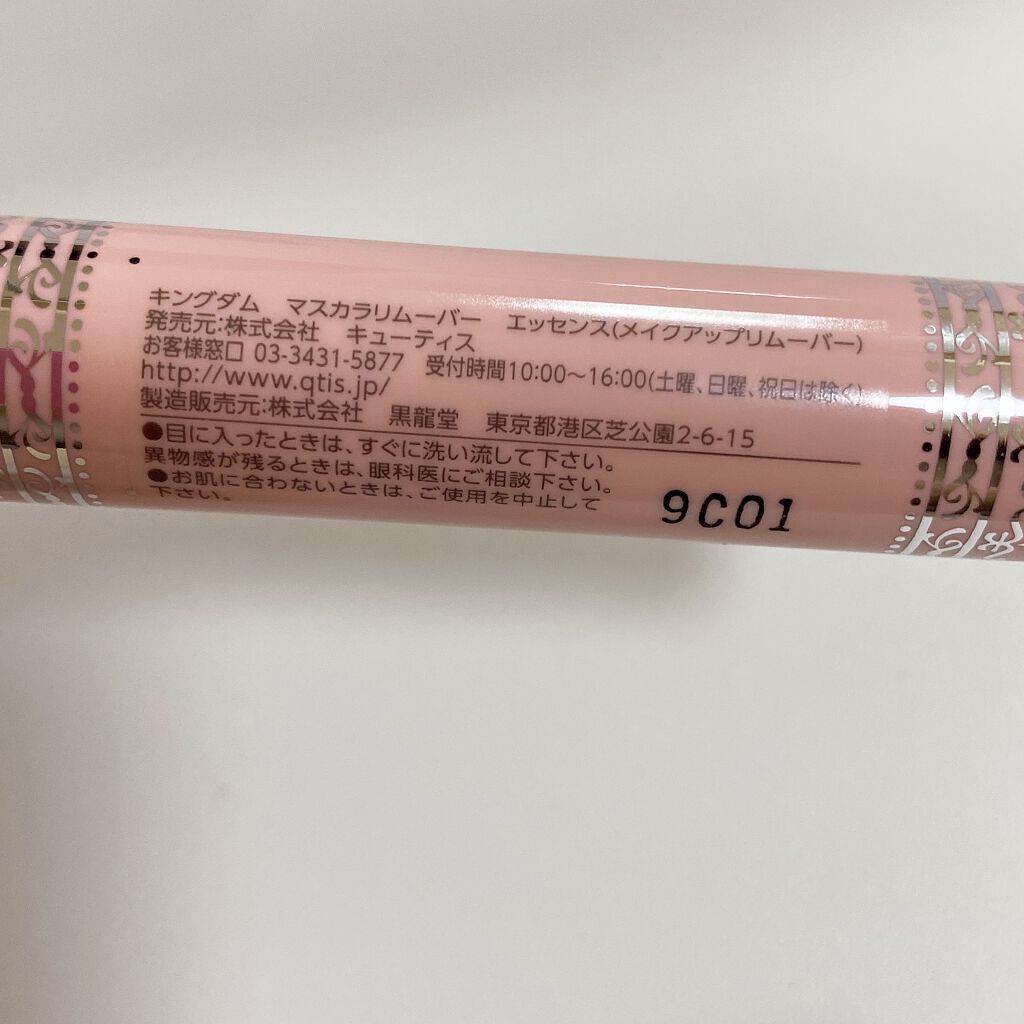 キングダム マスカラリムーバー エッセンス(メイクアップリムーバー)
発売元:株式会社 キューティス
お客様窓口 03-3431-5877 受付時間10:00～16:00(土曜、日曜、祝日は除く)
http://www.qtis.jp/
製造販売元:株式会社 黒龍堂 東京都港区芝公園2-6-15
●目に入ったときは、すぐに洗い流して下さい。
異物感が残るときは、眼科医にご相談下さい。
●お肌に合わないときは、ご使用を中止して
下さい。
9C01